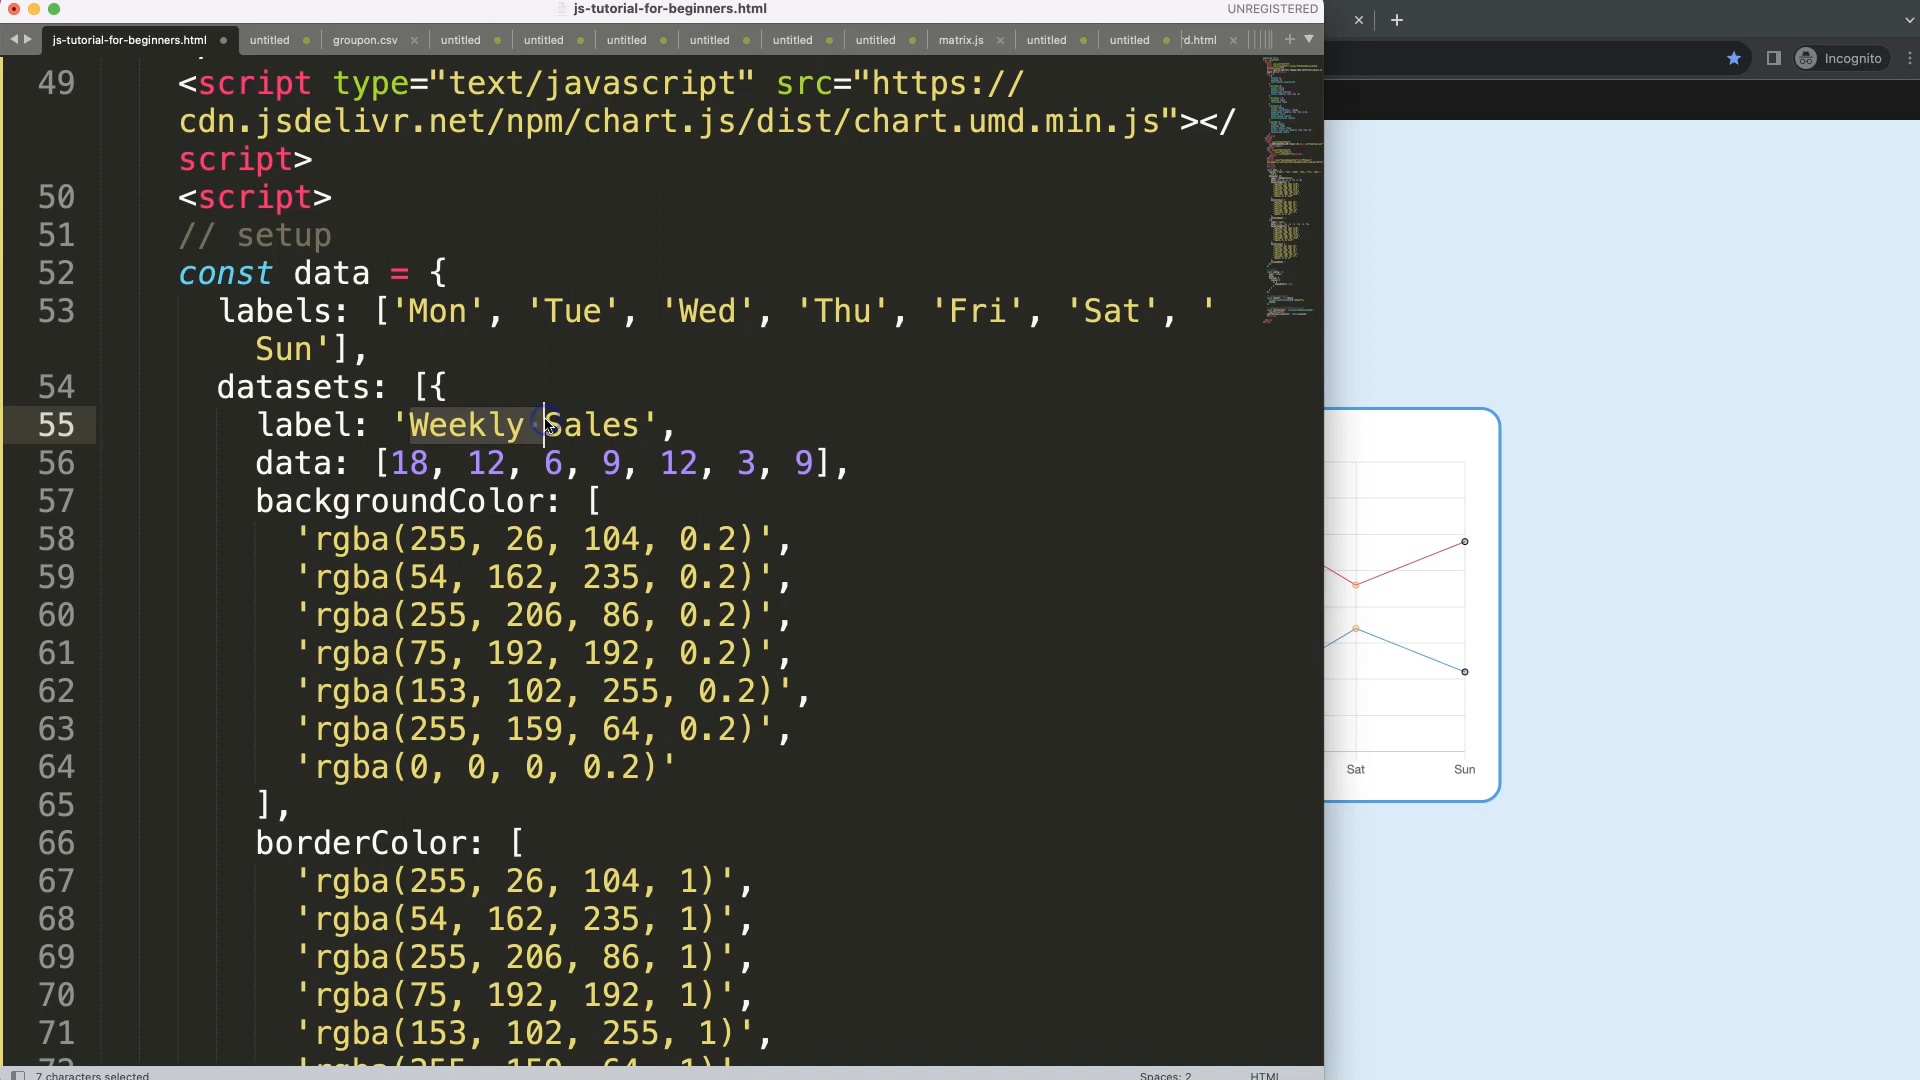 js-tutorial-for-beginners.html
UNREGISTERED
js-tutorial-for-beginners.html untitled groupon.csv untitled untitled untitled untitled untitled untitled matrix.js untitled untitled rd.html
Incognito
49 <script type="text/javascript" src="https://
cdn.jsdelivr.net/npm/chart.js/dist/chart.umd.min.js"></
script>
50 <script>
51 // setup
52 const data = {
53 labels: ['Mon', 'Tue', 'Wed', 'Thu', 'Fri', 'Sat', '
Sun'],
54 datasets: [{
55 label: 'Weekly Sales',
56 data: [18, 12, 6, 9, 12, 3, 9],
57 backgroundColor: [
58 'rgba(255, 26, 104, 0.2)',
59 'rgba(54, 162, 235, 0.2)',
60 'rgba(255, 206, 86, 0.2)',
61 'rgba(75, 192, 192, 0.2)',
62 'rgba(153, 102, 255, 0.2)',
63 'rgba(255, 159, 64, 0.2)',
64 'rgba(0, 0, 0, 0.2)'
65 ],
66 borderColor: [
67 'rgba(255, 26, 104, 1)',
68 'rgba(54, 162, 235, 1)',
69 'rgba(255, 206, 86, 1)',
70 'rgba(75, 192, 192, 1)',
71 'rgba(153, 102, 255, 1)',
72 'rgba(255, 159, 64, 1)'
Sat Sun
7 characters selected
Spaces: 2
HTML